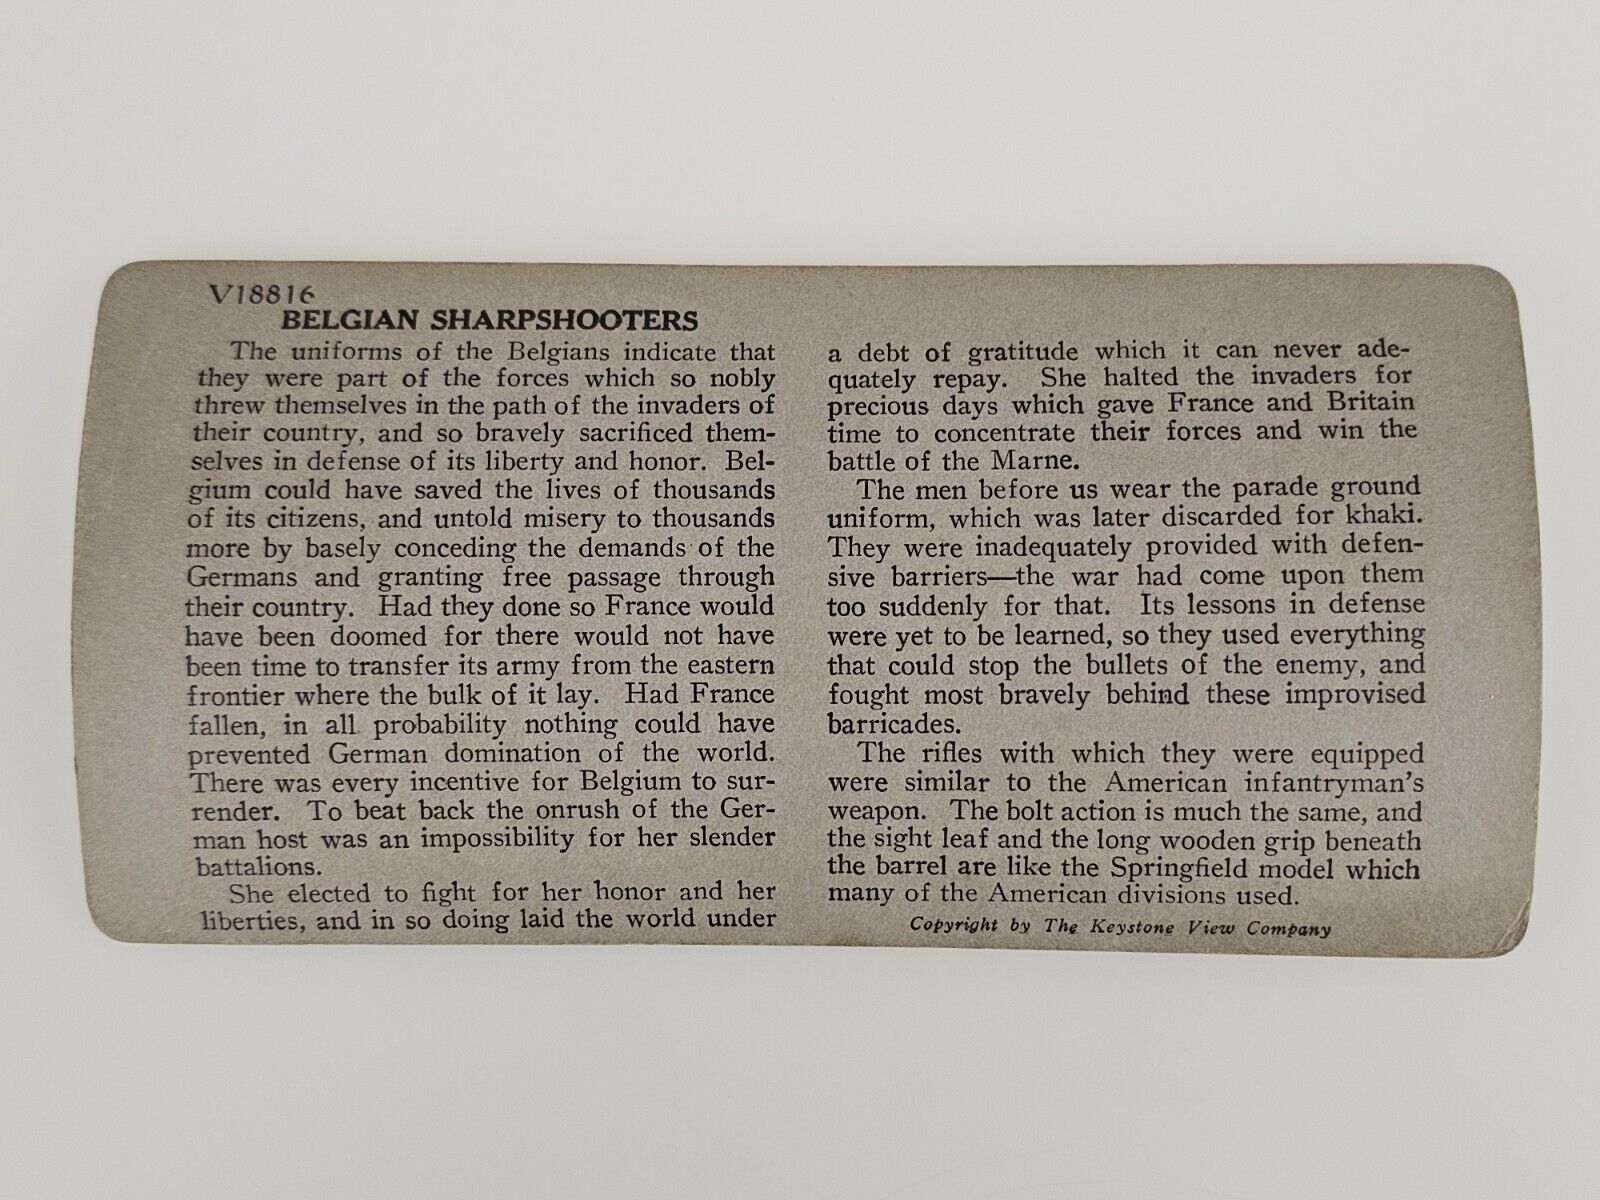 V18816
BELGIAN SHARPSHOOTERS
The uniforms of the Belgians indicate that
they were part of the forces which so nobly
threw themselves in the path of the invaders of
their country, and so bravely sacrificed them-
selves in defense of its liberty and honor. Bel-
gium could have saved the lives of thousands
of its citizens, and untold misery to thousands
more by basely conceding the demands of the
Germans and granting free passage through
their country. Had they done so France would
have been doomed for there would not have
been time to transfer its army from the eastern
frontier where the bulk of it lay. Had France
fallen, in all probability nothing could have
prevented German domination of the world.
There was every incentive for Belgium to sur-
render. To beat back the onrush of the Ger-
man host was an impossibility for her slender
battalions.
She elected to fight for her honor and her
liberties, and in so doing laid the world under
a debt of gratitude which it can never ade-
quately repay. She halted the invaders for
precious days which gave France and Britain
time to concentrate their forces and win the
battle of the Marne.
The men before us wear the parade ground
uniform, which was later discarded for khaki.
They were inadequately provided with defen-
sive barriers—the war had come upon them
too suddenly for that. Its lessons in defense
were yet to be learned, so they used everything
that could stop the bullets of the enemy, and
fought most bravely behind these improvised
barricades.
The rifles with which they were equipped
were similar to the American infantryman's
weapon. The bolt action is much the same, and
the sight leaf and the long wooden grip beneath
the barrel are like the Springfield model which
many of the American divisions used.
Copyright by The Keystone View Company